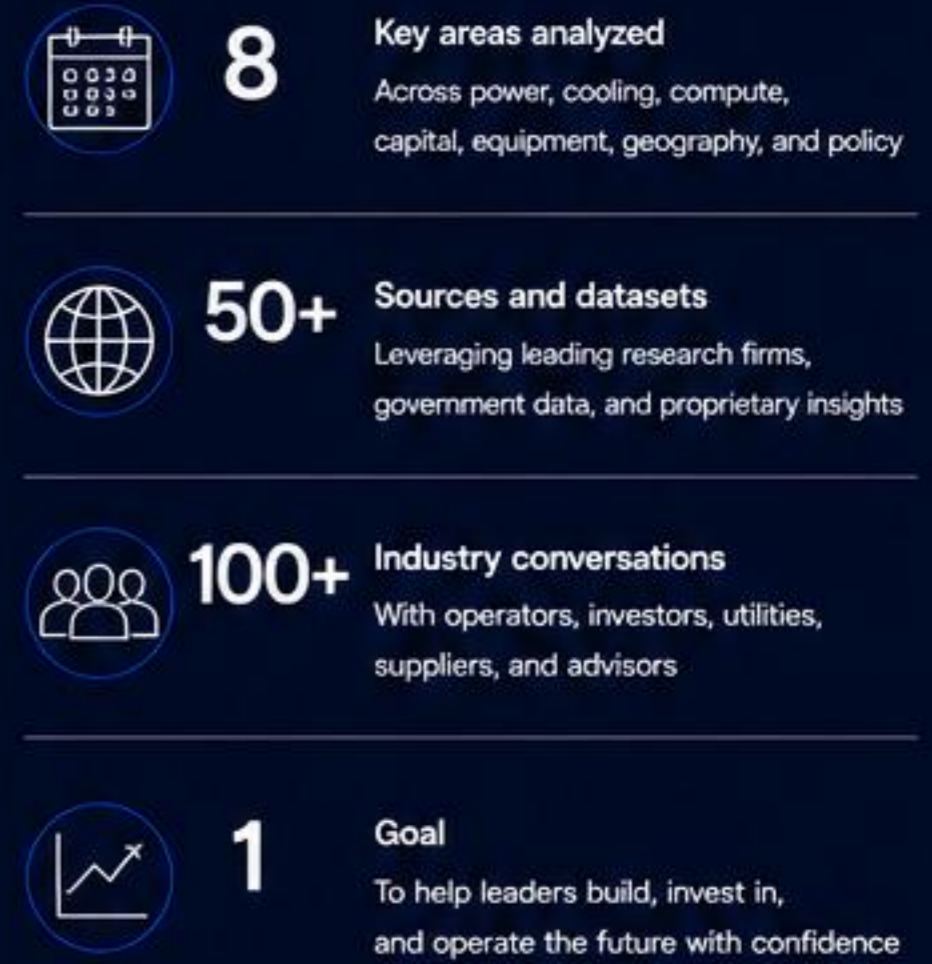 8
Key areas analyzed
Across power, cooling, compute,
capital, equipment, geography, and policy
50+
Sources and datasets
Leveraging leading research firms,
government data, and proprietary insights
100+
Industry conversations
With operators, investors, utilities,
suppliers, and advisors
1
Goal
To help leaders build, invest in,
and operate the future with confidence